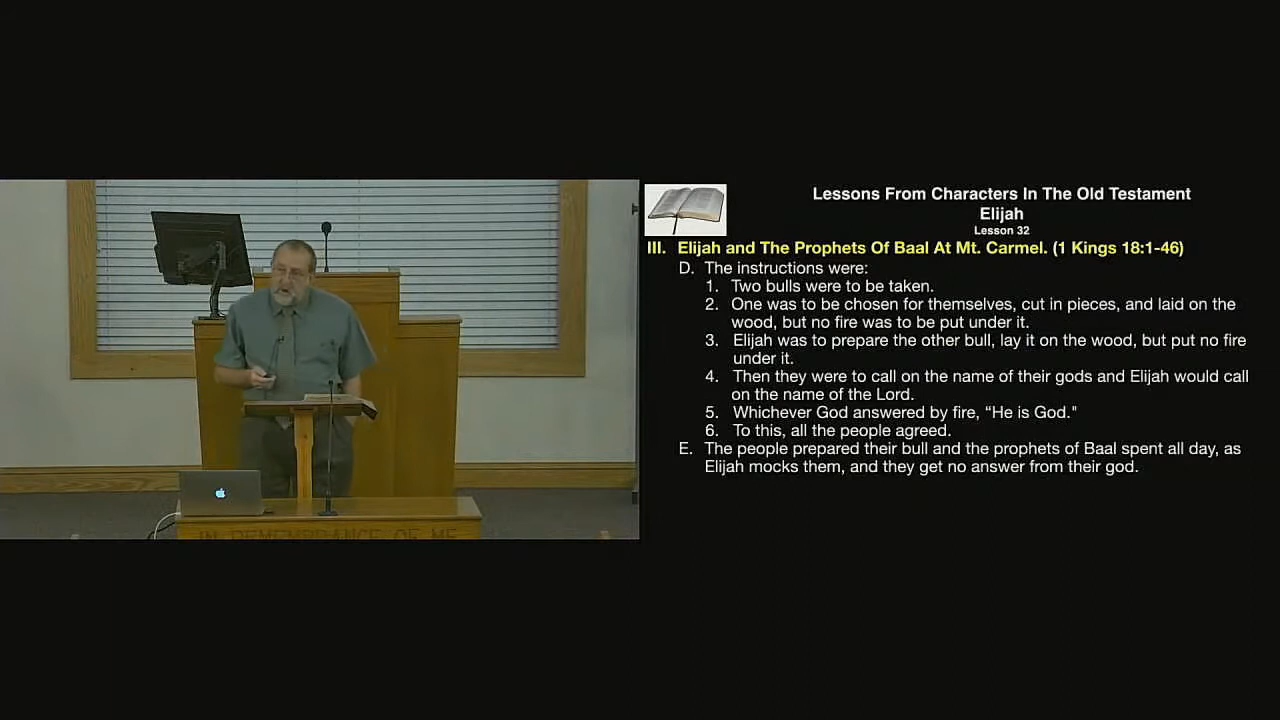 Lessons From Characters In The Old Testament
Elijah
Lesson 32
III. Elijah and The Prophets Of Baal At Mt. Carmel. (1 Kings 18:1-46)
D. The instructions were:
1. Two bulls were to be taken.
2. One was to be chosen for themselves, cut in pieces, and laid on the
wood, but no fire was to be put under it.
3. Elijah was to prepare the other bull, lay it on the wood, but put no fire
under it.
4. Then they were to call on the name of their gods and Elijah would call
on the name of the Lord.
5. Whichever God answered by fire, “He is God."
6. To this, all the people agreed.
E. The people prepared their bull and the prophets of Baal spent all day, as
Elijah mocks them, and they get no answer from their god.
IN REMEMBRANCE OF ME